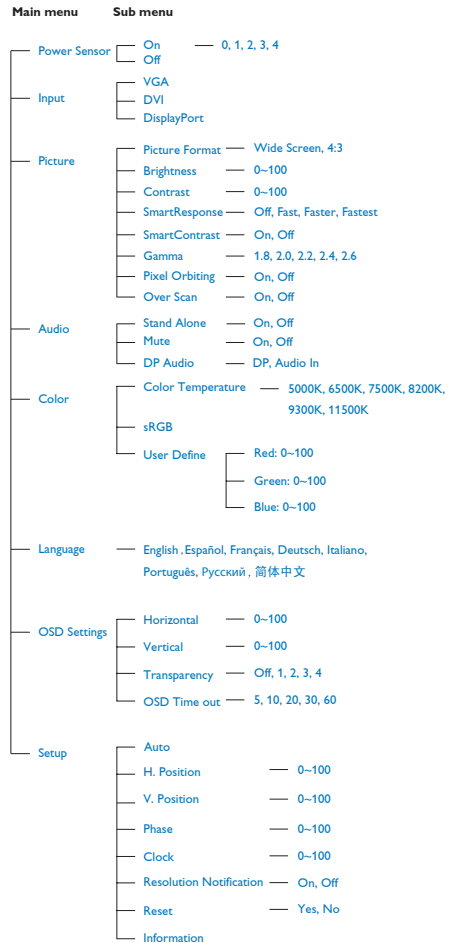 Main menu Sub menu
Power Sensor On 0, 1, 2, 3, 4
Off
Input VGA
DVI
DisplayPort
Picture Picture Format Wide Screen, 4:3
Brightness 0~100
Contrast 0~100
SmartResponse Off, Fast, Faster, Fastest
SmartContrast On, Off
Gamma 1.8, 2.0, 2.2, 2.4, 2.6
Pixel Orbiting On, Off
Over Scan On, Off
Audio Stand Alone On, Off
Mute On, Off
DP Audio DP, Audio In
Color Color Temperature 5000K, 6500K, 7500K, 8200K,
9300K, 11500K
sRGB
User Define Red: 0~100
Green: 0~100
Blue: 0~100
Language English, Español, Français, Deutsch, Italiano,
Português, Русский, 简体中文
OSD Settings Horizontal 0~100
Vertical 0~100
Transparency Off, 1, 2, 3, 4
OSD Time out 5, 10, 20, 30, 60
Setup Auto
H. Position 0~100
V. Position 0~100
Phase 0~100
Clock 0~100
Resolution Notification On, Off
Reset Yes, No
Information